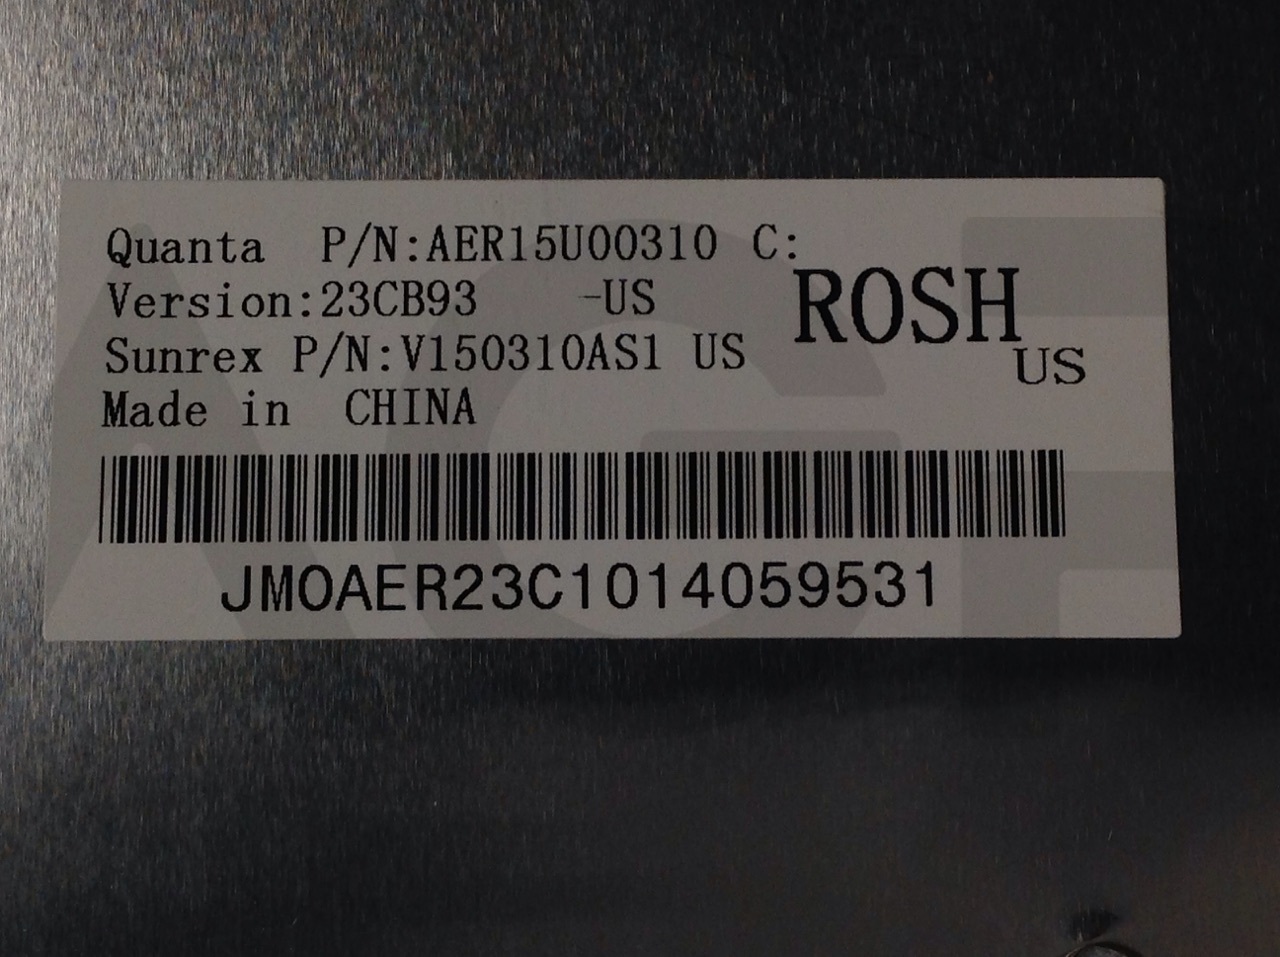 Quanta P/N:AER15U00310 C:
Version:23CB93 -US
ROSH
Sunrex P/N:V150310AS1 US
US
Made in CHINA
JMOAER23C1014059531